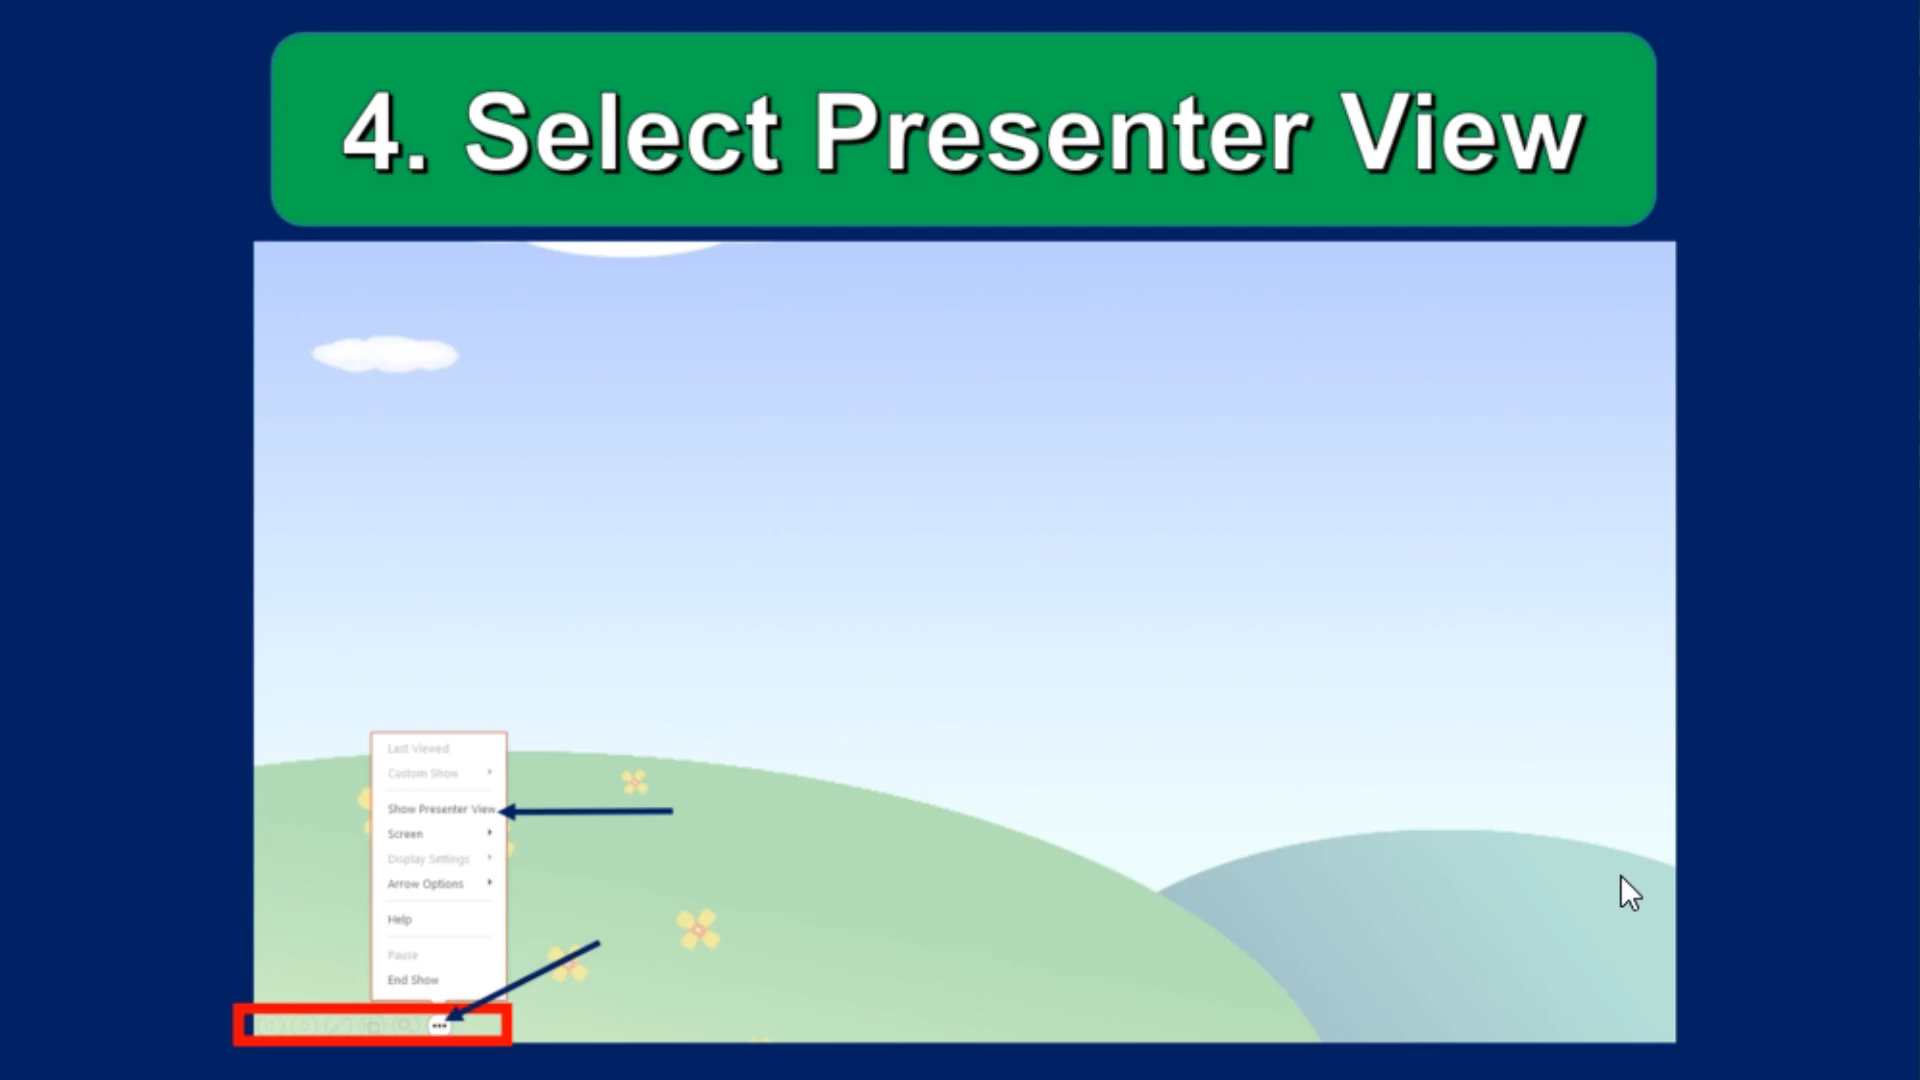 4. Select Presenter View
Last Viewed
Custom Show
Show Presenter View
Screen
Display Settings
Arrow Options
Help
Pause
End Show